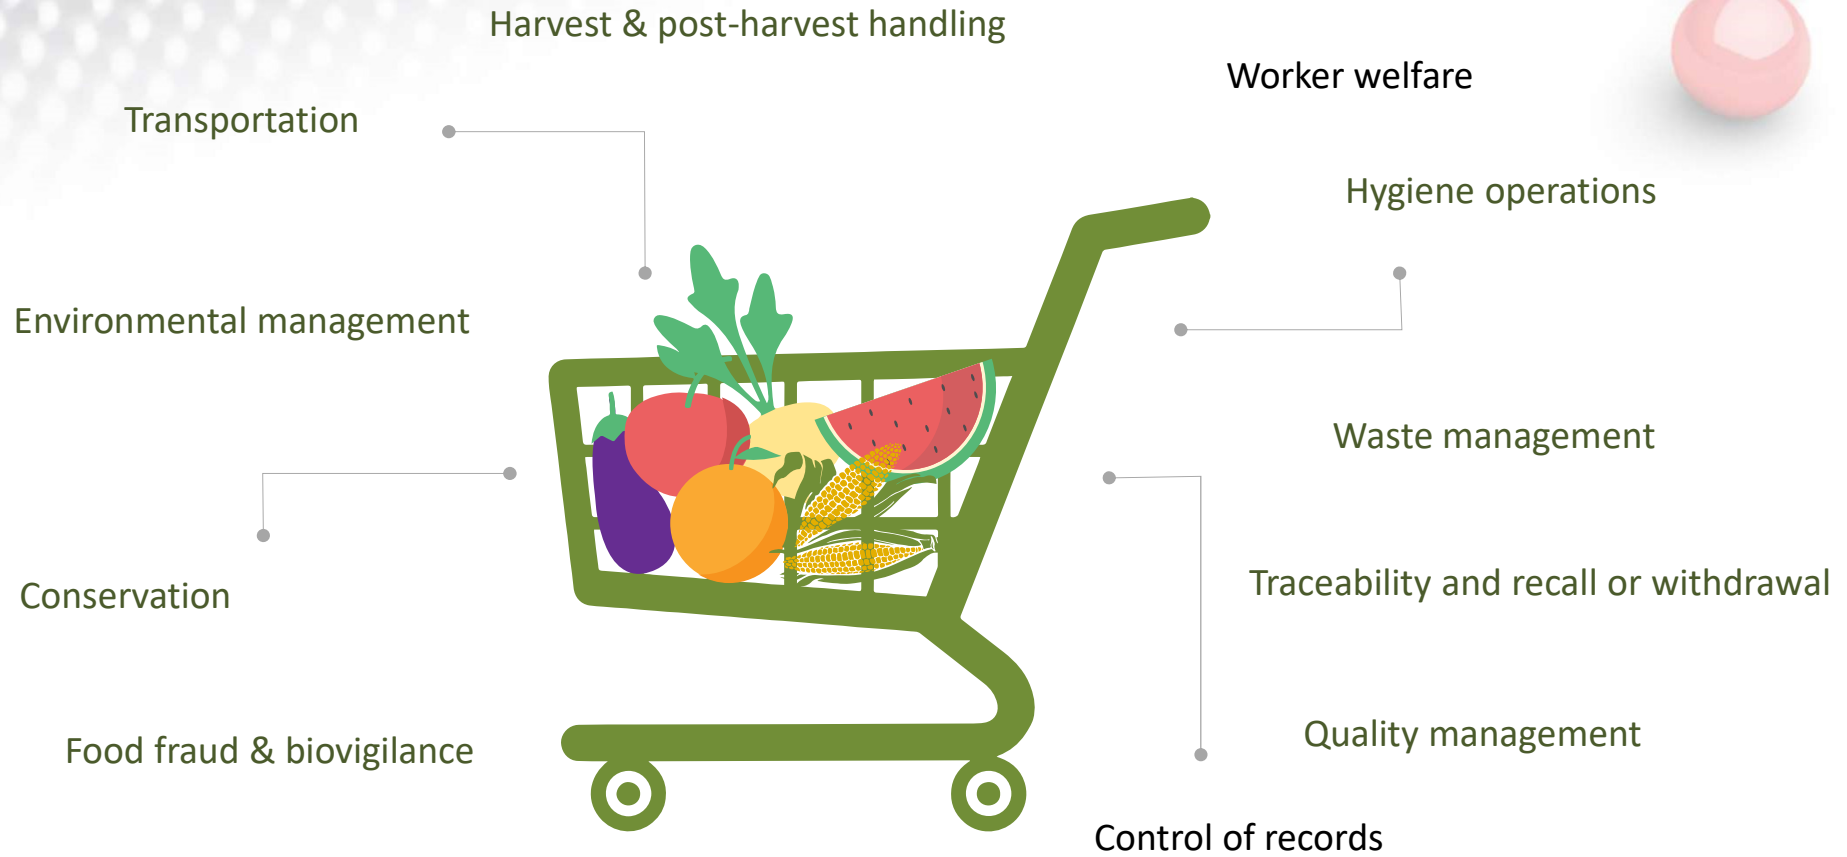 Harvest & post-harvest handling
Worker welfare
Transportation
Hygiene operations
Environmental management
Waste management
Conservation
Traceability and recall or withdrawal
Food fraud & biovigilance
Quality management
Control of records